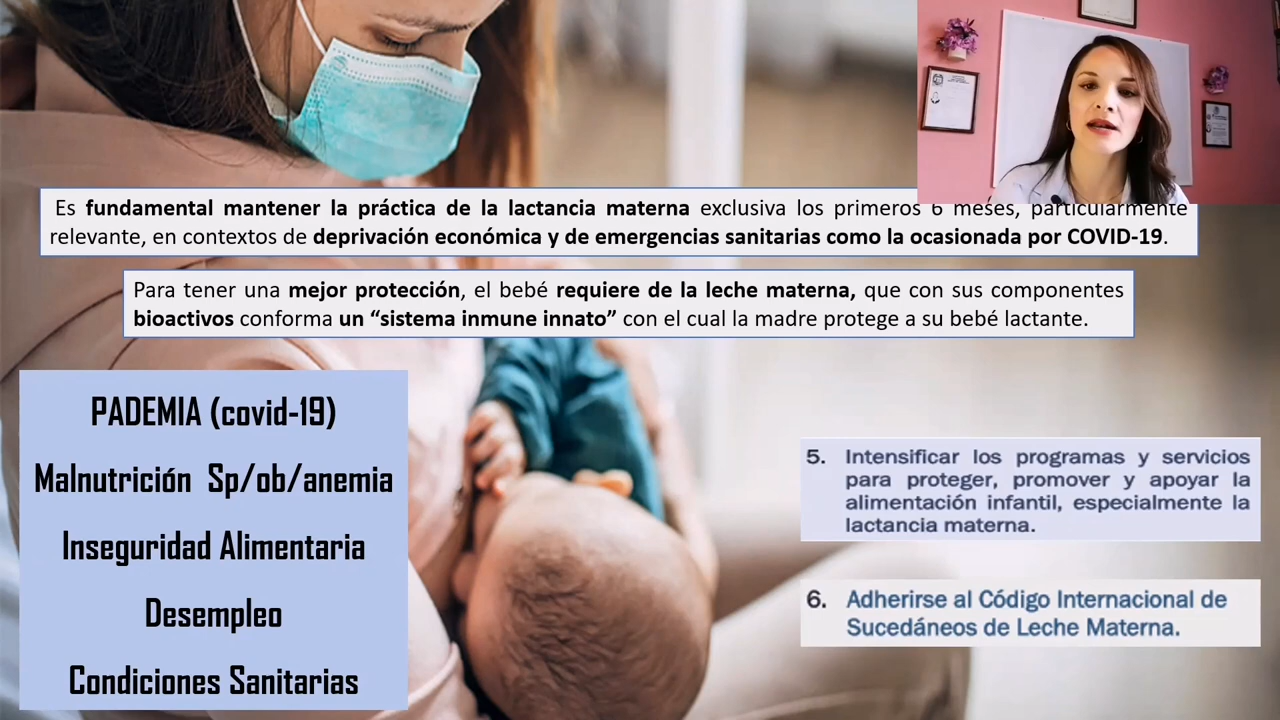 Es fundamental mantener la práctica de la lactancia materna exclusiva los primeros 6 meses, particularmente
relevante, en contextos de deprivación económica y de emergencias sanitarias como la ocasionada por COVID-19.
Para tener una mejor protección, el bebé requiere de la leche materna, que con sus componentes
bioactivos conforma un “sistema inmune innato” con el cual la madre protege a su bebé lactante.
PADEMIA (covid-19)
Malnutrición Sp/ob/anemia
Inseguridad Alimentaria
Desempleo
Condiciones Sanitarias
5. Intensificar los programas y servicios
para proteger, promover y apoyar la
alimentación infantil, especialmente la
lactancia materna.
6. Adherirse al Código Internacional de
Sucedáneos de Leche Materna.